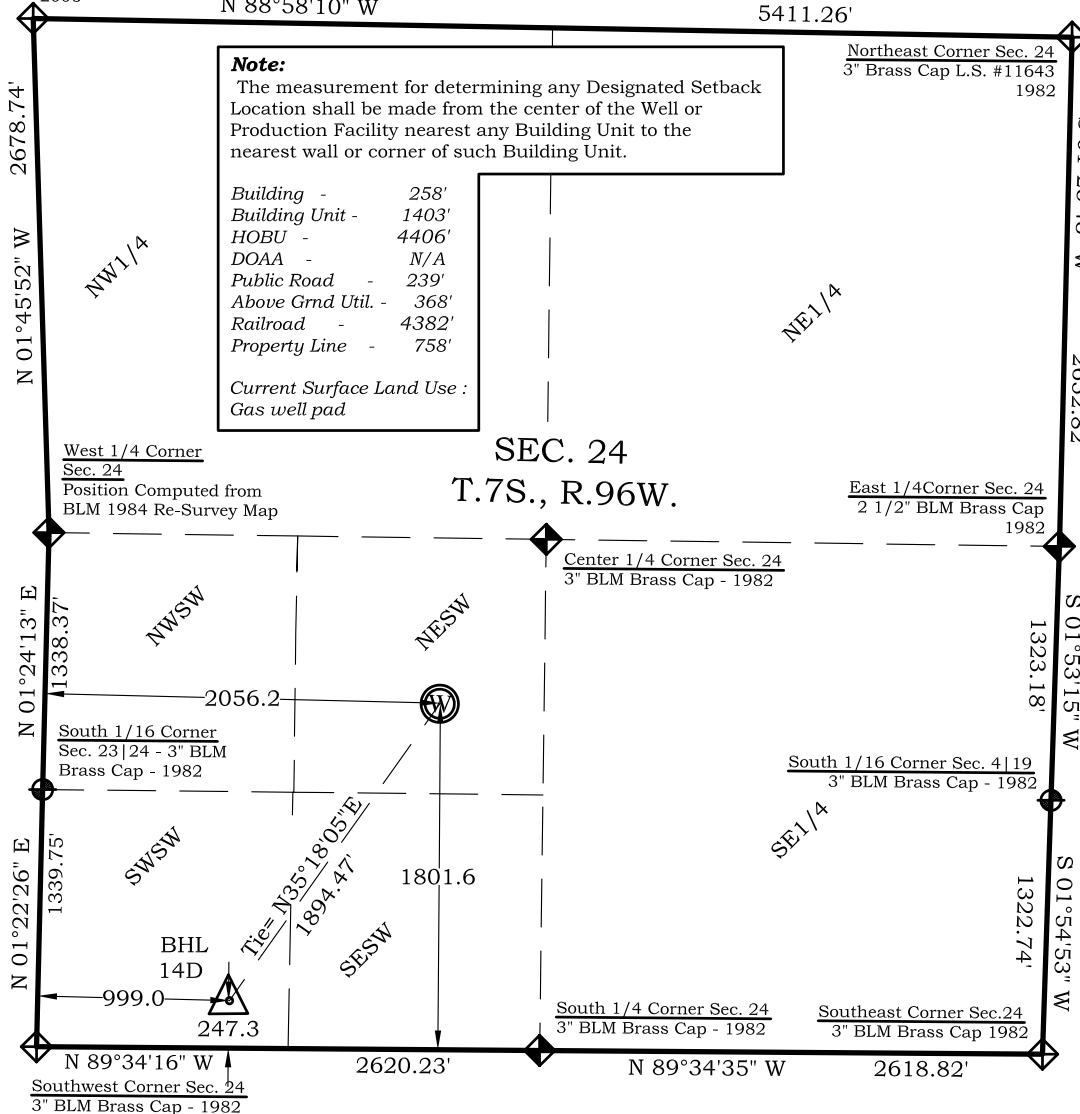 N 88°58'10" W
5411.26'
Northeast Corner Sec. 24
3" Brass Cap L.S. #11643
1982
Note:
The measurement for determining any Designated Setback
Location shall be made from the center of the Well or
Production Facility nearest any Building Unit to the
nearest wall or corner of such Building Unit.
Building - 258'
Building Unit - 1403'
HOBU - 4406'
DOAA - N/A
Public Road - 239'
Above Grnd Util. - 368'
Railroad - 4382'
Property Line - 758'
Current Surface Land Use :
Gas well pad
2678.74'
N 01°45'52" W
NW1/4
NE1/4
SEC. 24
T.7S., R.96W.
West 1/4 Corner
Sec. 24
Position Computed from
BLM 1984 Re-Survey Map
East 1/4Corner Sec. 24
2 1/2" BLM Brass Cap
1982
Center 1/4 Corner Sec. 24
3" BLM Brass Cap - 1982
N 01°24'13" E
1338.37'
NWSW
NESW
1323.18'
S 01°53'15" W
2056.2
W
South 1/16 Corner
Sec. 23|24 - 3" BLM
Brass Cap - 1982
South 1/16 Corner Sec. 4|19
3" BLM Brass Cap - 1982
N 01°22'26" E
1339.75'
SWSW
Tie= N35°18'05"E
1894.47'
1801.6
SE1/4
SESW
1322.74'
S 01°54'53" W
BHL
14D
999.0
247.3
South 1/4 Corner Sec. 24
3" BLM Brass Cap - 1982
Southeast Corner Sec.24
3" BLM Brass Cap 1982
N 89°34'16" W
2620.23'
N 89°34'35" W
2618.82'
Southwest Corner Sec. 24
3" BLM Brass Cap - 1982